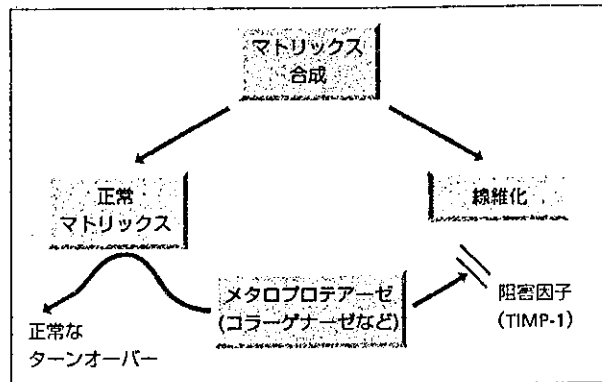 マトリックス
合成
正常
マトリックス
線維化
メタロプロテアーゼ
(コラーゲナーゼなど)
阻害因子
(TIMP-1)
正常な
ターンオーバー